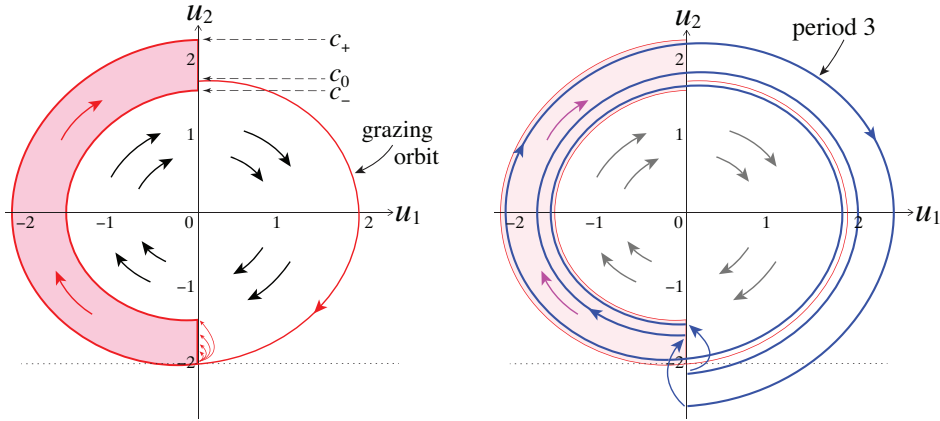 u₂
2
c₊
c₀
c₋
1
grazing
orbit
−2
−1
0
1
2
u₁
−1
−2
u₂
2
period 3
1
−2
−1
0
1
2
u₁
−1
−2